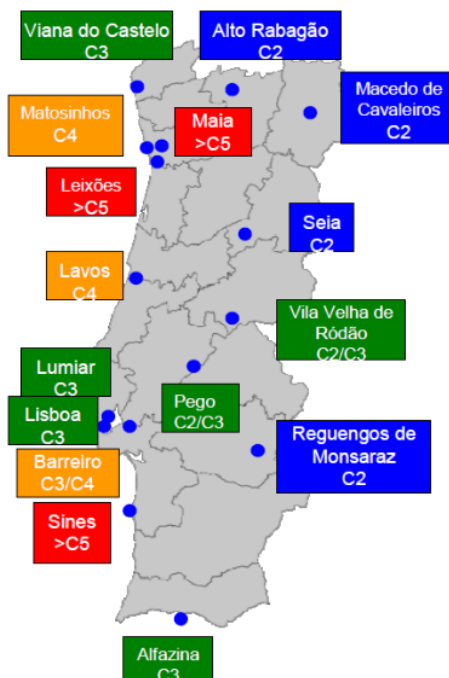 Viana do Castelo
C3
Alto Rabagão
C2
Macedo de
Cavaleiros
C2
Matosinhos
C4
Maia
>C5
Leixões
>C5
Seia
C2
Lavos
C4
Vila Velha de
Ródão
C2/C3
Lumiar
C3
Pego
C2/C3
Lisboa
C3
Reguengos de
Monsaraz
C2
Barreiro
C3/C4
Sines
>C5
Alfazina
C3